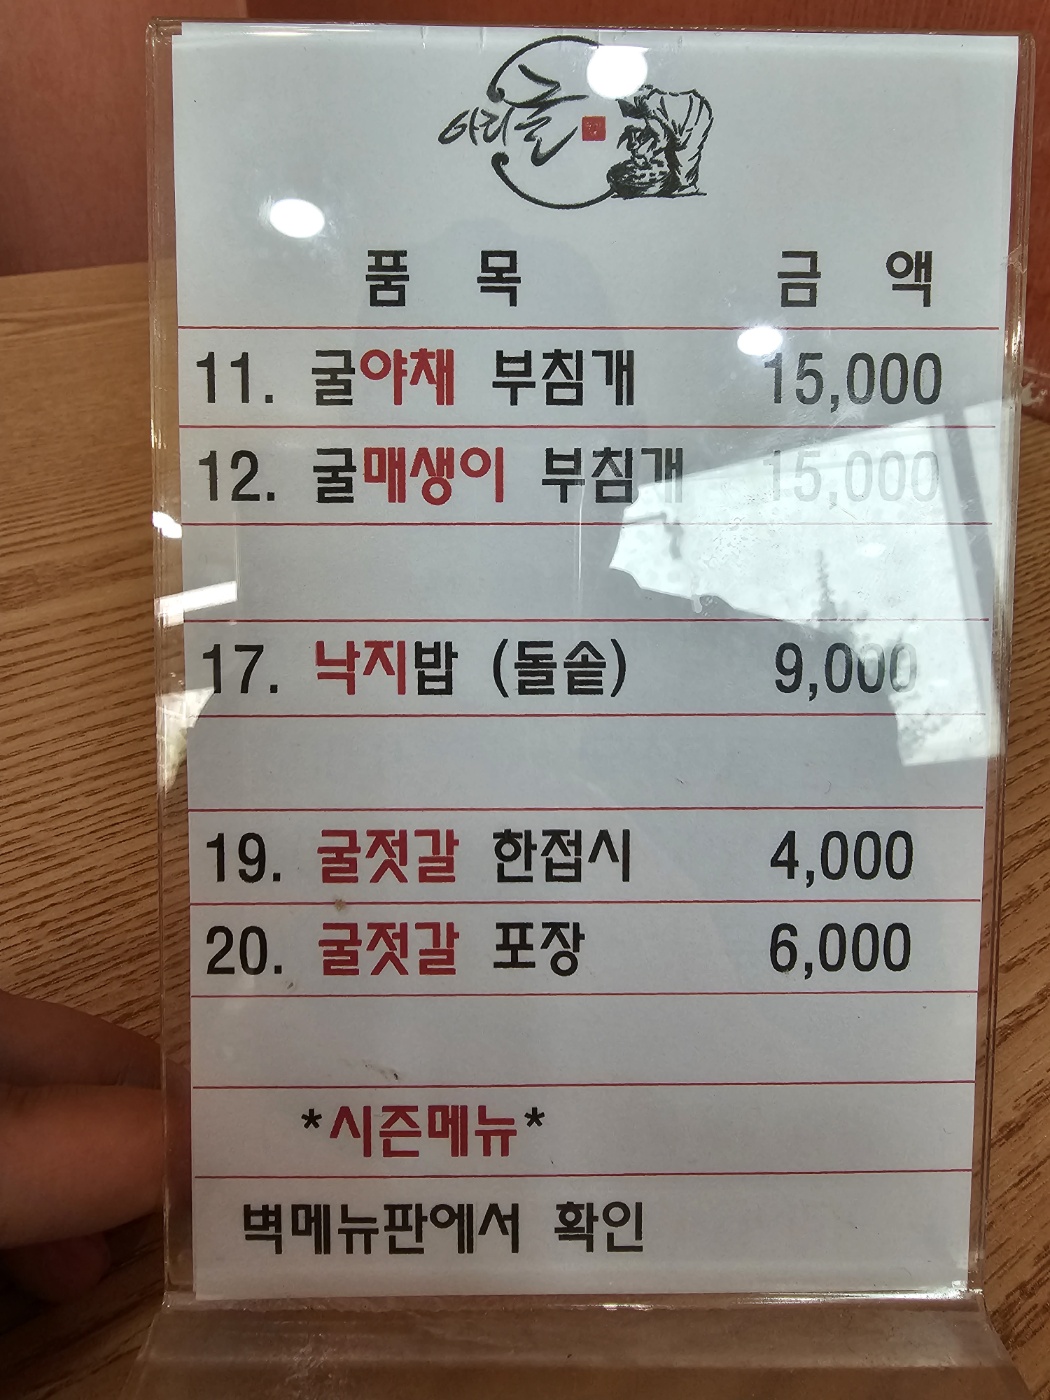 어리굴
품 목 금 액
11. 굴야채 부침개 15,000
12. 굴매생이 부침개 15,000
17. 낙지밥 (돌솥) 9,000
19. 굴젓갈 한접시 4,000
20. 굴젓갈 포장 6,000
*시즌메뉴*
벽메뉴판에서 확인